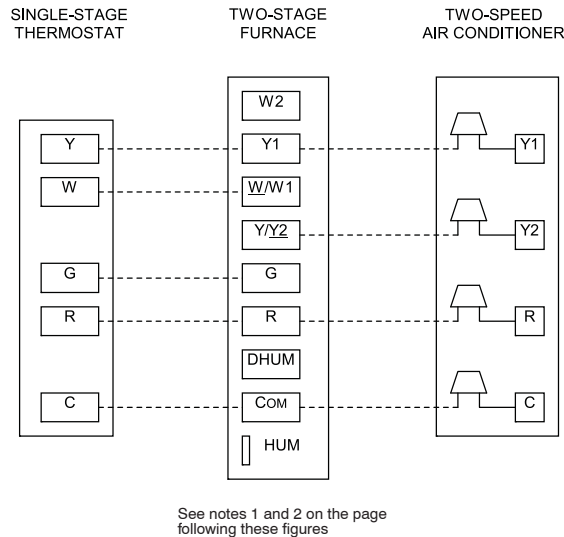 SINGLE-STAGE THERMOSTAT
TWO-STAGE FURNACE
TWO-SPEED AIR CONDITIONER
W2
Y Y1 Y1
W W/W1
Y/Y2 Y2
G G
R R R
DHUM
C COM C
HUM
See notes 1 and 2 on the page
following these figures